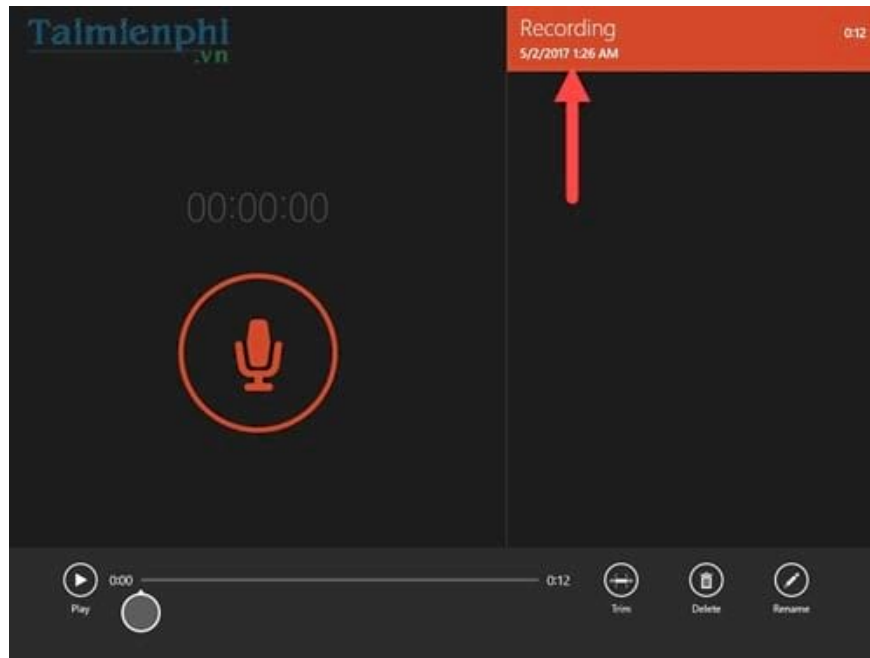 Taimienphi
.vn
Recording
0:12
5/2/2017 1:26 AM
00:00:00
0:00
0:12
Play
Trim
Delete
Rename